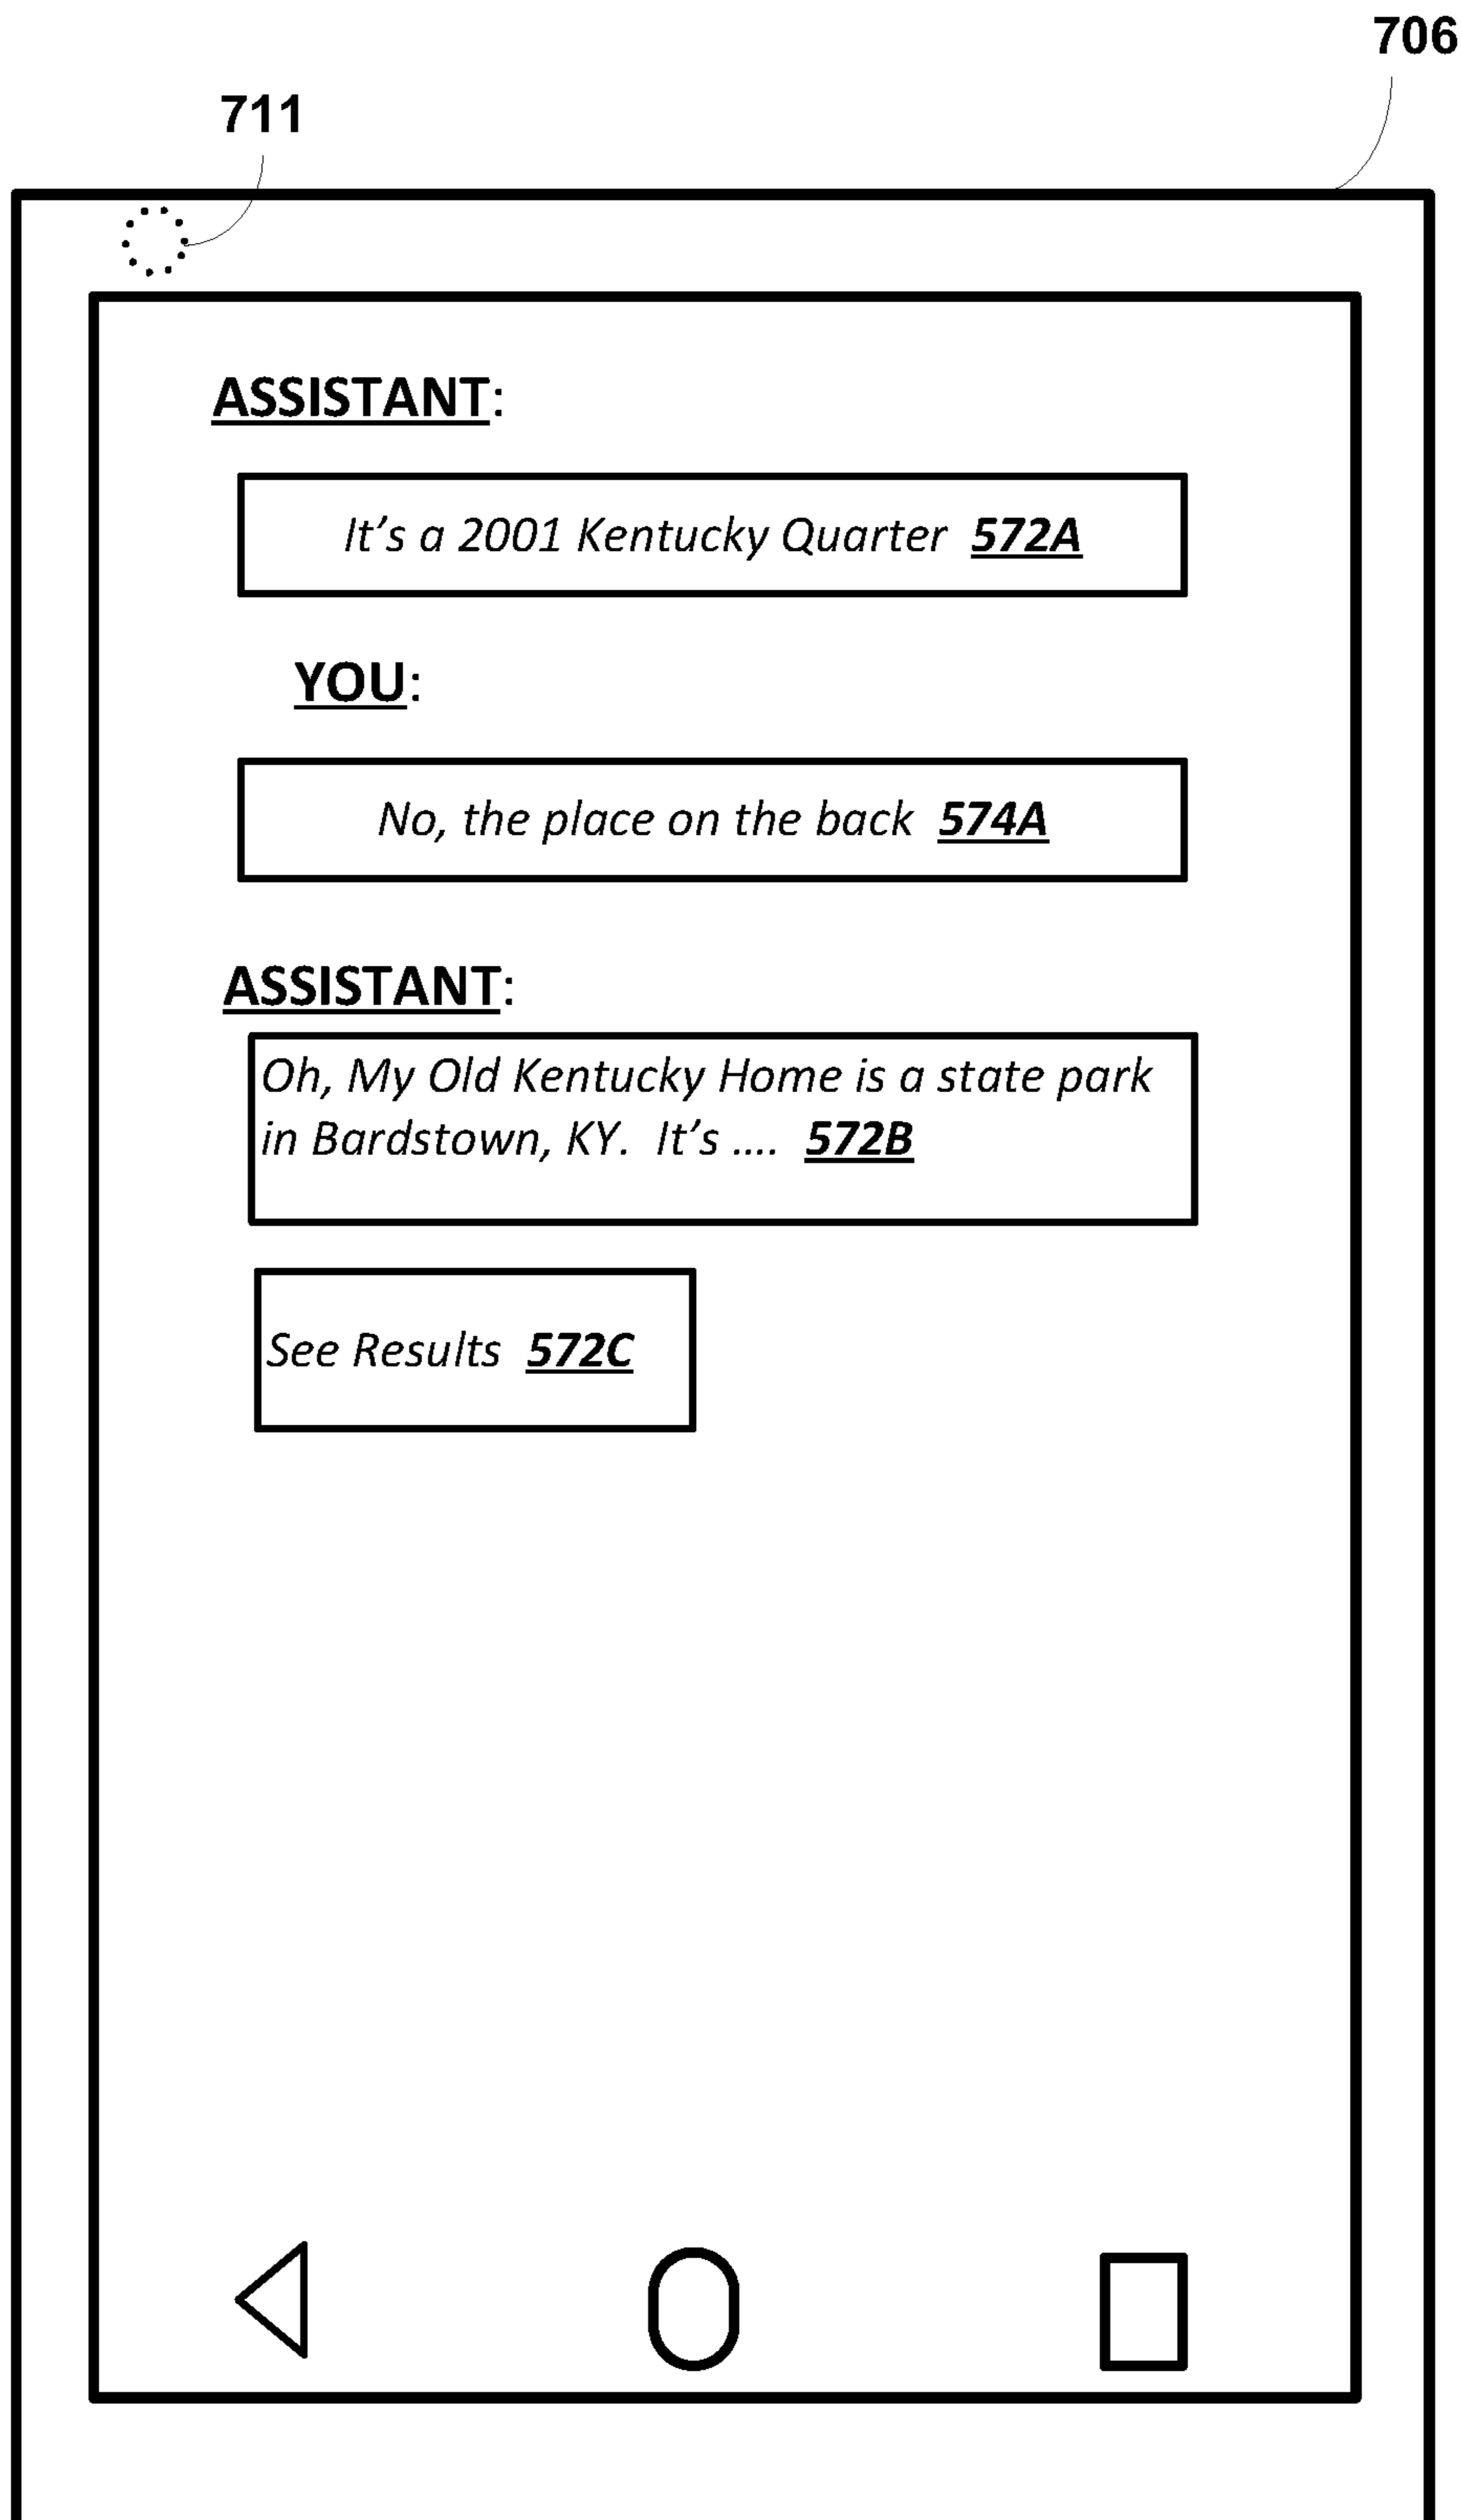 706
711
ASSISTANT:
It’s a 2001 Kentucky Quarter 572A
YOU:
No, the place on the back 574A
ASSISTANT:
Oh, My Old Kentucky Home is a state park
in Bardstown, KY. It’s .... 572B
See Results 572C